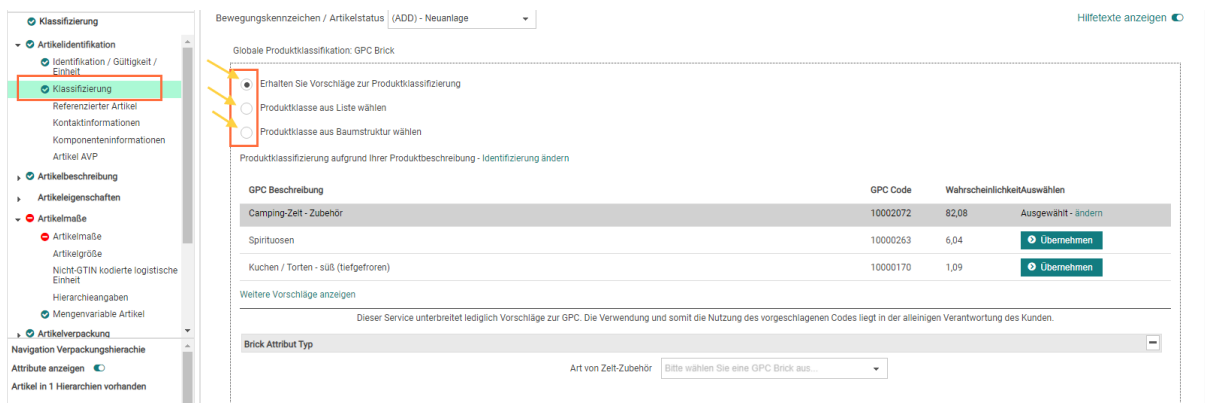 Klassifizierung
Artikelidentifikation
Identifikation / Gültigkeit /
Einheit
Klassifizierung
Referenzierter Artikel
Kontaktinformationen
Komponenteninformationen
Artikel AVP
Artikelbeschreibung
Artikeleigenschaften
Artikelmaße
Artikelmaße
Artikelgröße
Nicht-GTIN kodierte logistische
Einheit
Hierarchieangaben
Mengenvariable Artikel
Artikelverpackung
Navigation Verpackungshierachie
Attribute anzeigen
Artikel in 1 Hierarchien vorhanden
Bewegungskennzeichen / Artikelstatus (ADD) - Neuanlage
Hilfetexte anzeigen
Globale Produktklassifikation: GPC Brick
Erhalten Sie Vorschläge zur Produktklassifizierung
Produktklasse aus Liste wählen
Produktklasse aus Baumstruktur wählen
Produktklassifizierung aufgrund Ihrer Produktbeschreibung - Identifizierung ändern
GPC Beschreibung GPC Code Wahrscheinlichkeit Auswählen
Camping-Zelt - Zubehör 10002072 82,08 Ausgewählt - ändern
Spirituosen 10000263 6,04 Übernehmen
Kuchen / Torten - süß (tiefgefroren) 10000170 1,09 Übernehmen
Weitere Vorschläge anzeigen
Dieser Service unterbreitet lediglich Vorschläge zur GPC. Die Verwendung und somit die Nutzung des vorgeschlagenen Codes liegt in der alleinigen Verantwortung des Kunden.
Brick Attribut Typ
Art von Zelt-Zubehör Bitte wählen Sie eine GPC Brick aus...